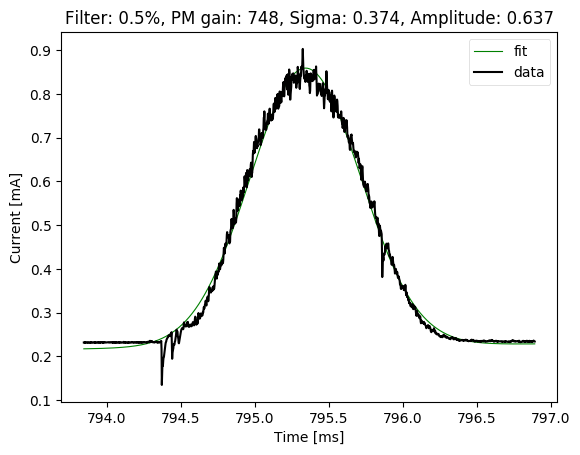 Filter: 0.5%, PM gain: 748, Sigma: 0.374, Amplitude: 0.637
fit
data
0.9
0.8
0.7
0.6
0.5
0.4
0.3
0.2
0.1
Current [mA]
794.0 794.5 795.0 795.5 796.0 796.5 797.0
Time [ms]